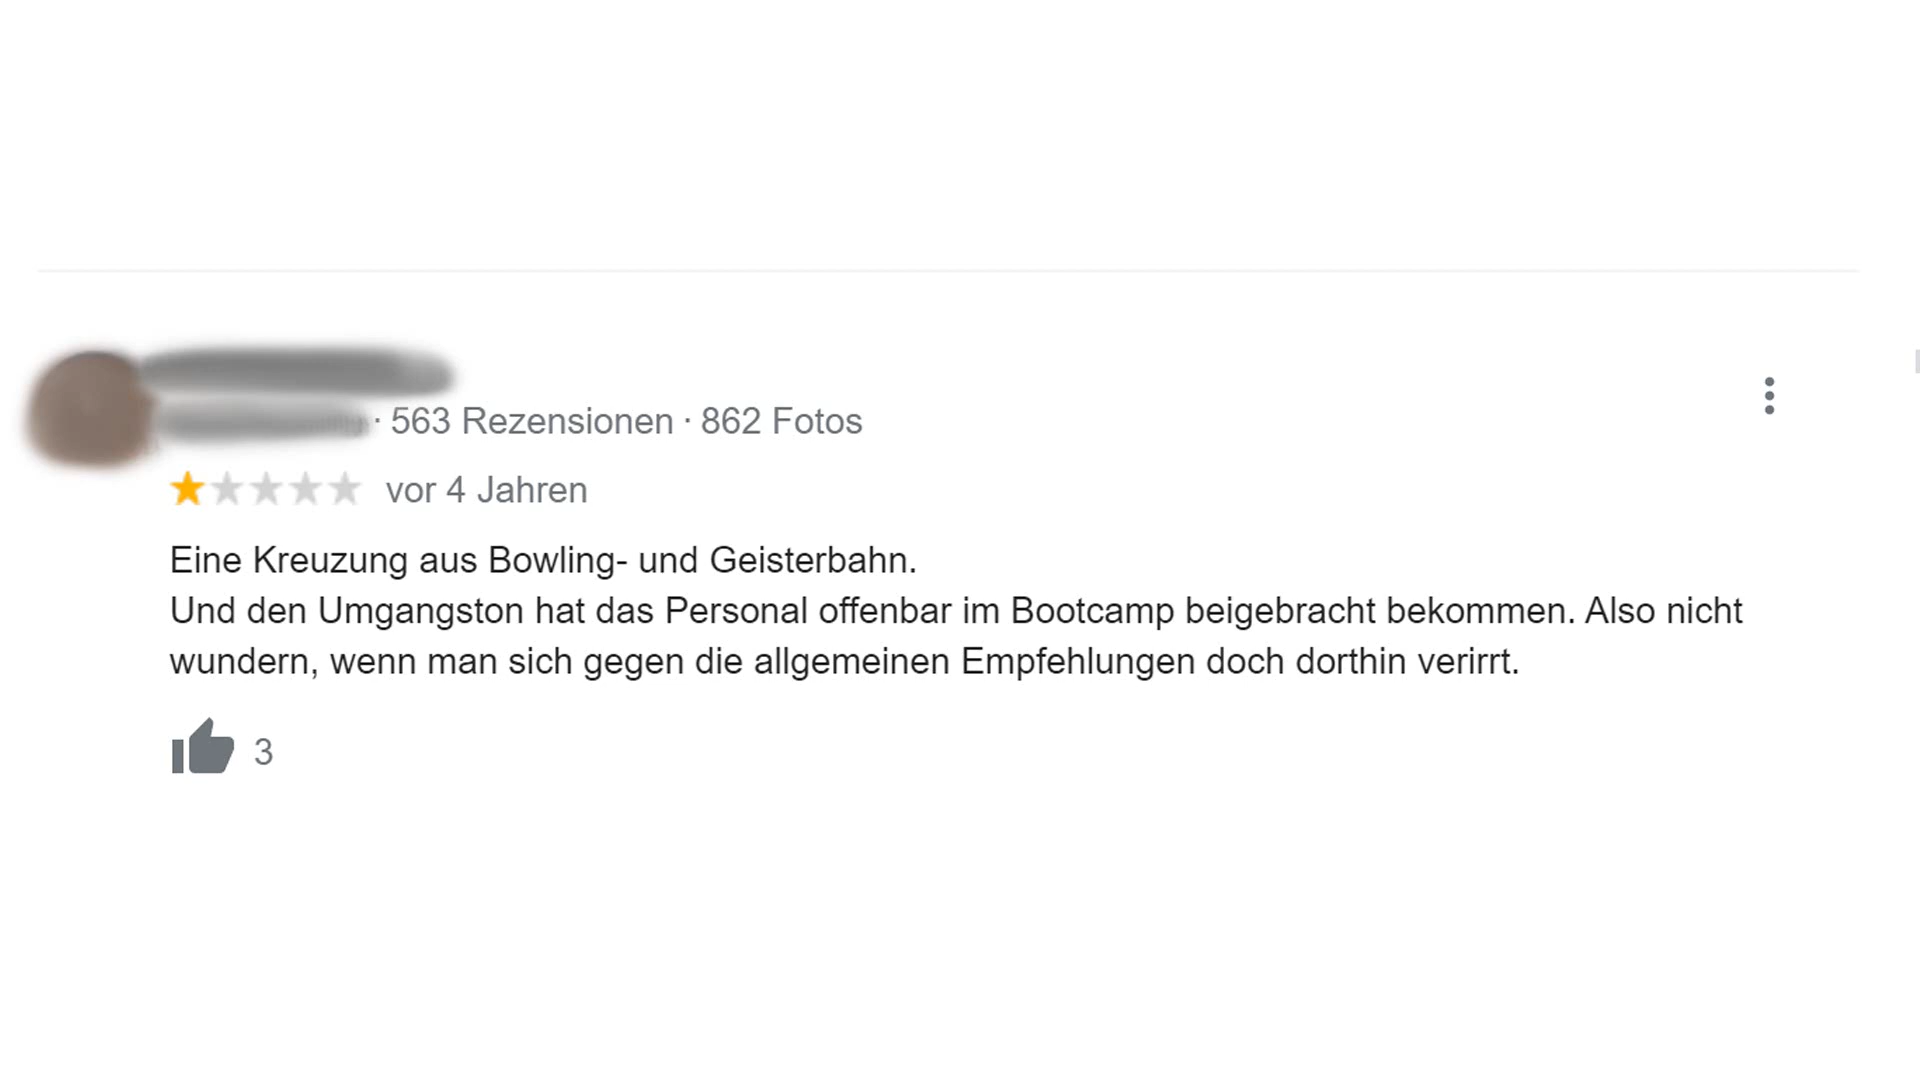 · 563 Rezensionen · 862 Fotos
vor 4 Jahren
Eine Kreuzung aus Bowling- und Geisterbahn.
Und den Umgangston hat das Personal offenbar im Bootcamp beigebracht bekommen. Also nicht
wundern, wenn man sich gegen die allgemeinen Empfehlungen doch dorthin verirrt.
3